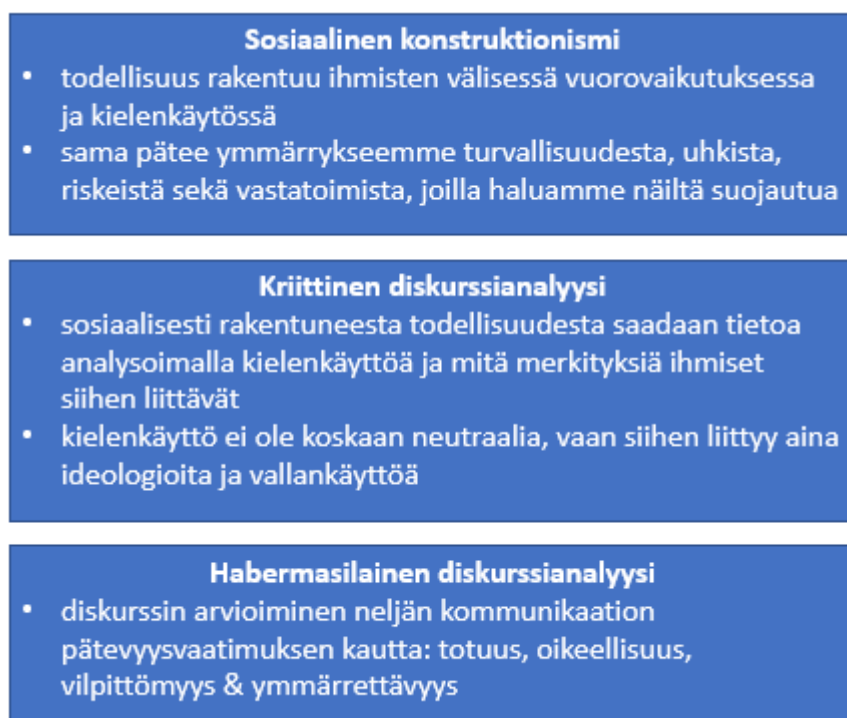 Sosiaalinen konstruktionismi
• todellisuus rakentuu ihmisten välisessä vuorovaikutuksessa
ja kielenkäytössä
• sama pätee ymmärrykseemme turvallisuudesta, uhkista,
riskeistä sekä vastatoimista, joilla haluamme näiltä suojautua
Kriittinen diskurssianalyysi
• sosiaalisesti rakentuneesta todellisuudesta saadaan tietoa
analysoimalla kielenkäyttöä ja mitä merkityksiä ihmiset
siihen liittävät
• kielenkäyttö ei ole koskaan neutraalia, vaan siihen liittyy aina
ideologioita ja vallankäyttöä
Habermasilainen diskurssianalyysi
• diskurssin arvioiminen neljän kommunikaation
pätevyysvaatimuksen kautta: totuus, oikeellisuus,
vilpittömyys & ymmärrettävyys